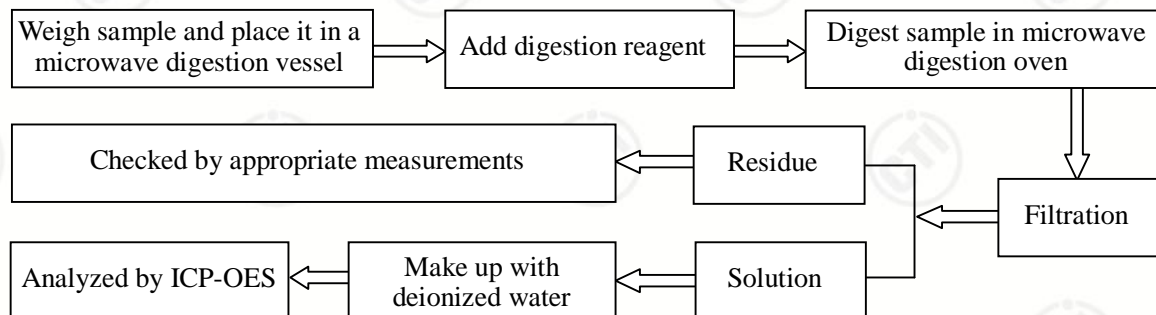 Weigh sample and place it in a
microwave digestion vessel
Add digestion reagent
Digest sample in microwave
digestion oven
Checked by appropriate measurements
Residue
Filtration
Analyzed by ICP-OES
Make up with
deionized water
Solution
CTI